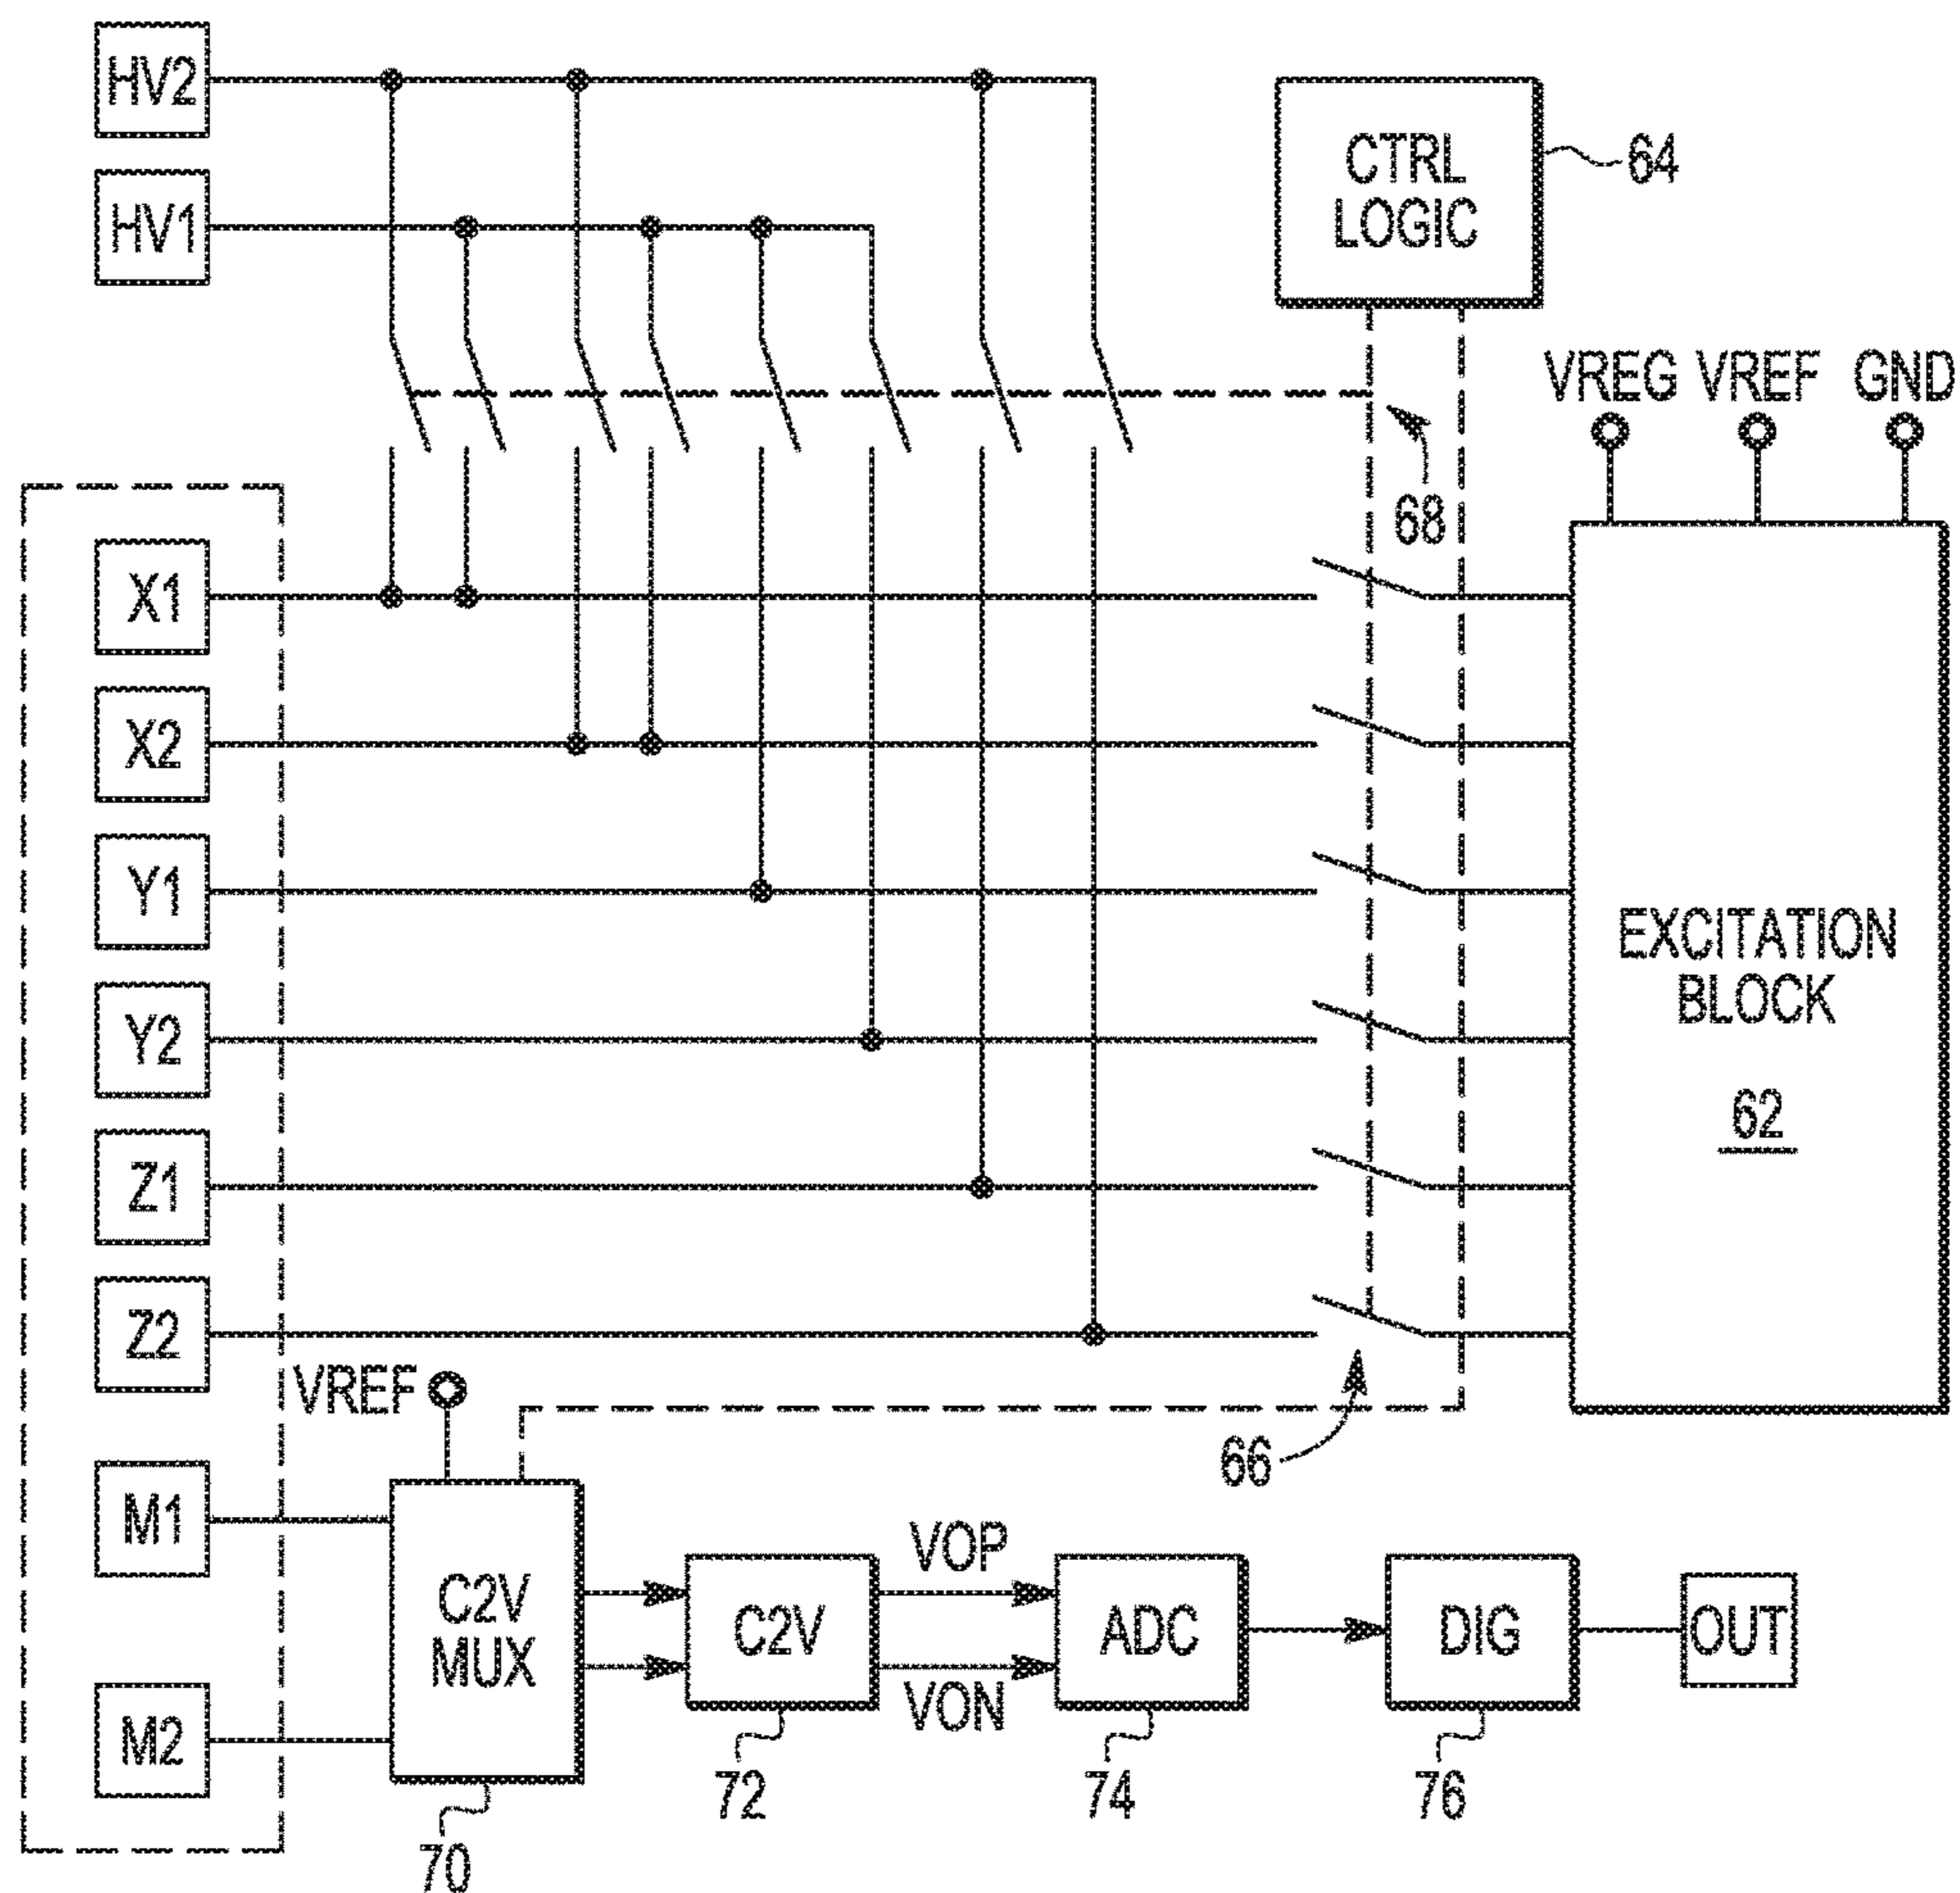 HV2
HV1
CTRL
LOGIC
64
VREG VREF GND
68
X1
X2
Y1
Y2
Z1
Z2
EXCITATION
BLOCK
62
VREF
66
M1
M2
C2V
MUX
70
C2V
72
VOP
VON
ADC
74
DIG
76
OUT